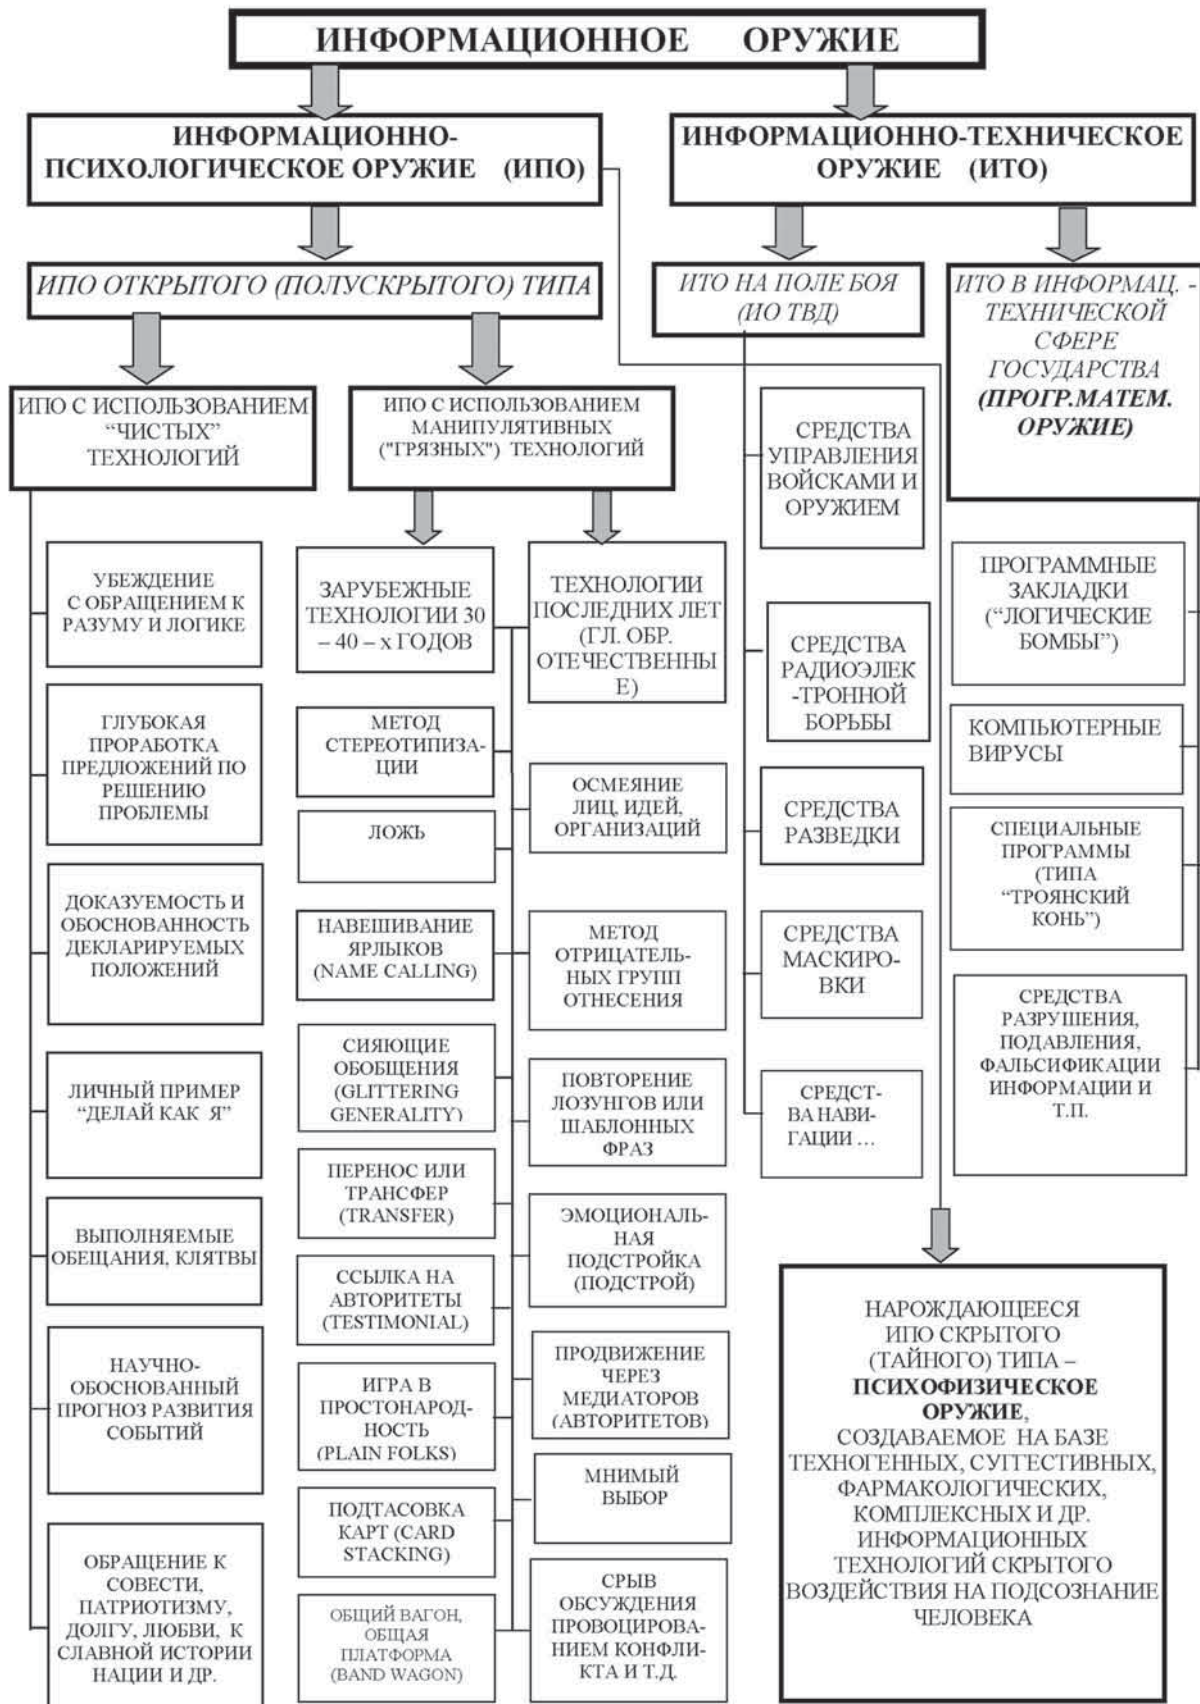 ИНФОРМАЦИОННОЕ ОРУЖИЕ
ИНФОРМАЦИОННО-
ПСИХОЛОГИЧЕСКОЕ ОРУЖИЕ (ИПО)
ИНФОРМАЦИОННО-ТЕХНИЧЕСКОЕ
ОРУЖИЕ (ИТО)
ИПО ОТКРЫТОГО (ПОЛУСКРЫТОГО) ТИПА
ИТО НА ПОЛЕ БОЯ
(ИО ТВД)
ИТО В ИНФОРМАЦ. -
ТЕХНИЧЕСКОЙ
СФЕРЕ
ГОСУДАРСТВА
(ПРОГР.МАТЕМ.
ОРУЖИЕ)
ИПО С ИСПОЛЬЗОВАНИЕМ
“ЧИСТЫХ”
ТЕХНОЛОГИЙ
ИПО С ИСПОЛЬЗОВАНИЕМ
МАНИПУЛЯТИВНЫХ
("ГРЯЗНЫХ") ТЕХНОЛОГИЙ
УБЕЖДЕНИЕ
С ОБРАЩЕНИЕМ К
РАЗУМУ И ЛОГИКЕ
ГЛУБОКАЯ
ПРОРАБОТКА
ПРЕДЛОЖЕНИЙ ПО
РЕШЕНИЮ
ПРОБЛЕМЫ
ДОКАЗУЕМОСТЬ И
ОБОСНОВАННОСТЬ
ДЕКЛАРИРУЕМЫХ
ПОЛОЖЕНИЙ
ЛИЧНЫЙ ПРИМЕР
“ДЕЛАЙ КАК Я”
ВЫПОЛНЯЕМЫЕ
ОБЕЩАНИЯ, КЛЯТВЫ
НАУЧНО-
ОБОСНОВАННЫЙ
ПРОГНОЗ РАЗВИТИЯ
СОБЫТИЙ
ОБРАЩЕНИЕ К
СОВЕСТИ,
ПАТРИОТИЗМУ,
ДОЛГУ, ЛЮБВИ, К
СЛАВНОЙ ИСТОРИИ
НАЦИИ И ДР.
ЗАРУБЕЖНЫЕ
ТЕХНОЛОГИИ 30
– 40 – х ГОДОВ
МЕТОД
СТЕРЕОТИПИЗА-
ЦИИ
ЛОЖЬ
НАВЕШИВАНИЕ
ЯРЛЫКОВ
(NAME CALLING)
СИЯЮЩИЕ
ОБОБЩЕНИЯ
(GLITTERING
GENERALITY)
ПЕРЕНОС ИЛИ
ТРАНСФЕР
(TRANSFER)
ССЫЛКА НА
АВТОРИТЕТЫ
(TESTIMONIAL)
ИГРА В
ПРОСТОНАРОД-
НОСТЬ
(PLAIN FOLKS)
ПОДТАСОВКА
КАРТ (CARD
STACKING)
ОБЩИЙ ВАГОН,
ОБЩАЯ
ПЛАТФОРМА
(BAND WAGON)
ТЕХНОЛОГИИ
ПОСЛЕДНИХ ЛЕТ
(ГЛ. ОБР.
ОТЕЧЕСТВЕННЫ
Е)
ОСМЕЯНИЕ
ЛИЦ, ИДЕЙ,
ОРГАНИЗАЦИЙ
МЕТОД
ОТРИЦАТЕЛЬ-
НЫХ ГРУПП
ОТНЕСЕНИЯ
ПОВТОРЕНИЕ
ЛОЗУНГОВ ИЛИ
ШАБЛОННЫХ
ФРАЗ
ЭМОЦИОНАЛЬ-
НАЯ
ПОДСТРОЙКА
(ПОДСТРОЙ)
ПРОДВИЖЕНИЕ
ЧЕРЕЗ
МЕДИАТОРОВ
(АВТОРИТЕТОВ)
МНИМЫЙ
ВЫБОР
СРЫВ
ОБСУЖДЕНИЯ
ПРОВОЦИРОВА-
НИЕМ КОНФЛИ-
КТА И Т.Д.
СРЕДСТВА
УПРАВЛЕНИЯ
ВОЙСКАМИ И
ОРУЖИЕМ
СРЕДСТВА
РАДИОЭЛЕК
-ТРОННОЙ
БОРЬБЫ
СРЕДСТВА
РАЗВЕДКИ
СРЕДСТВА
МАСКИРО-
ВКИ
СРЕДСТ-
ВА НАВИ-
ГАЦИИ ...
ПРОГРАММНЫЕ
ЗАКЛАДКИ
(“ЛОГИЧЕСКИЕ
БОМБЫ”)
КОМПЬЮТЕРНЫЕ
ВИРУСЫ
СПЕЦИАЛЬНЫЕ
ПРОГРАММЫ
(ТИПА
“ТРОЯНСКИЙ
КОНЬ”)
СРЕДСТВА
РАЗРУШЕНИЯ,
ПОДАВЛЕНИЯ,
ФАЛЬСИФИКАЦИИ
ИНФОРМАЦИИ И
Т.П.
НАРОЖДАЮЩЕЕСЯ
ИПО СКРЫТОГО
(ТАЙНОГО) ТИПА –
ПСИХОФИЗИЧЕСКОЕ
ОРУЖИЕ,
СОЗДАВАЕМОЕ НА БАЗЕ
ТЕХНОГЕННЫХ, СУГГЕСТИВНЫХ,
ФАРМАКОЛОГИЧЕСКИХ,
КОМПЛЕКСНЫХ И ДР.
ИНФОРМАЦИОННЫХ
ТЕХНОЛОГИЙ СКРЫТОГО
ВОЗДЕЙСТВИЯ НА ПОДСОЗНАНИЕ
ЧЕЛОВЕКА